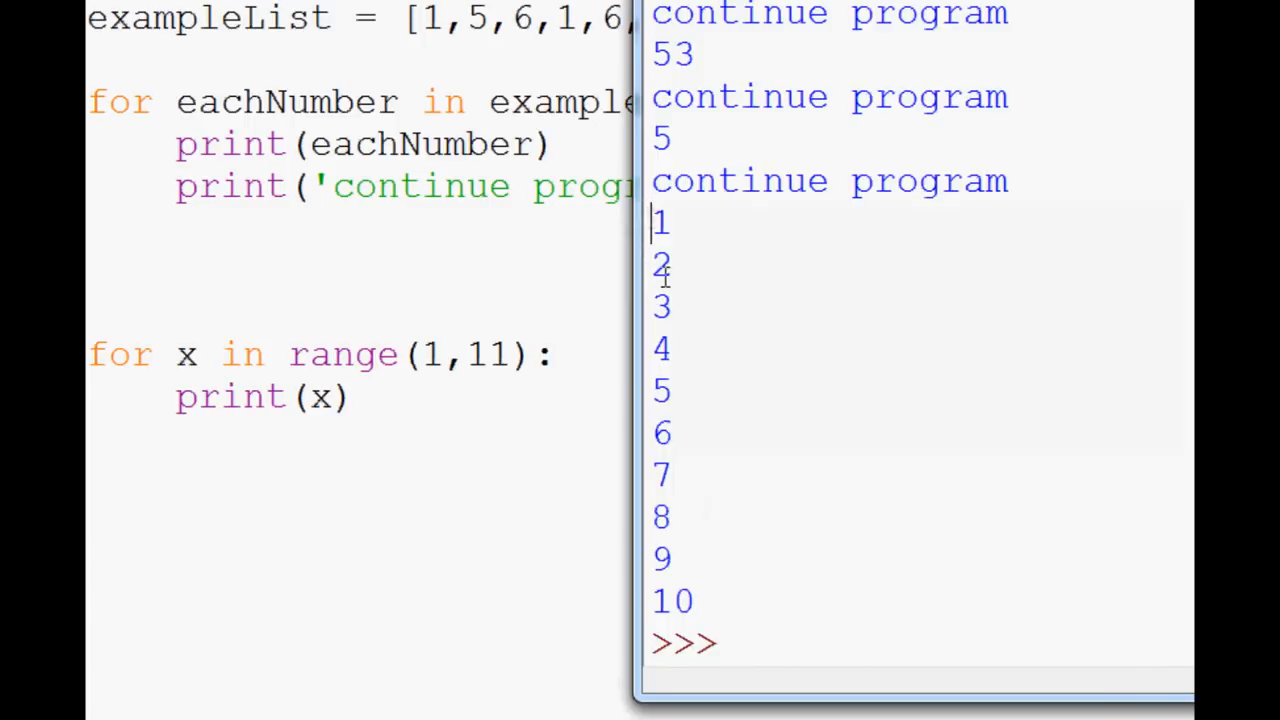 exampleList = [1,5,6,1,6,
for eachNumber in example
print(eachNumber)
print('continue progr
for x in range(1,11):
print(x)
continue program
53
continue program
5
continue program
1
2
3
4
5
6
7
8
9
10
>>>